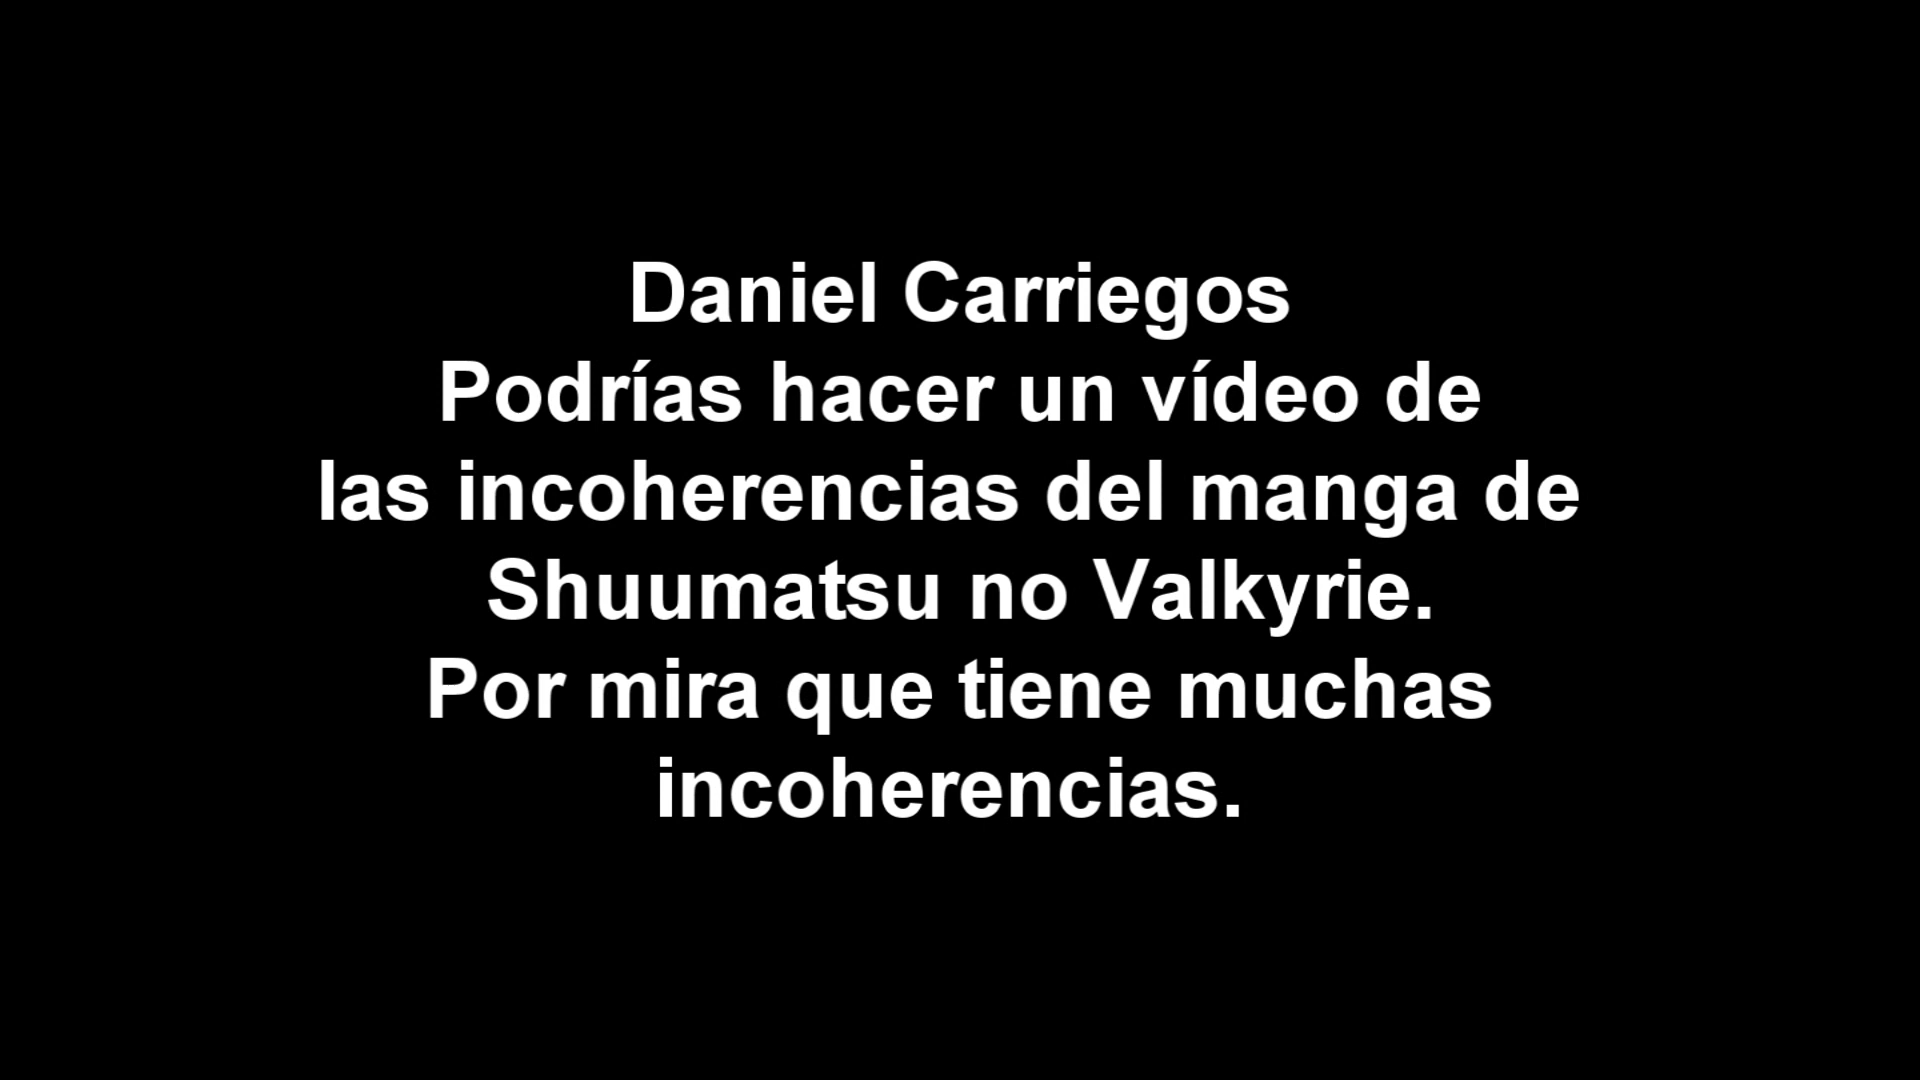 Daniel Carriegos
Podrías hacer un vídeo de
las incoherencias del manga de
Shuumatsu no Valkyrie.
Por mira que tiene muchas
incoherencias.